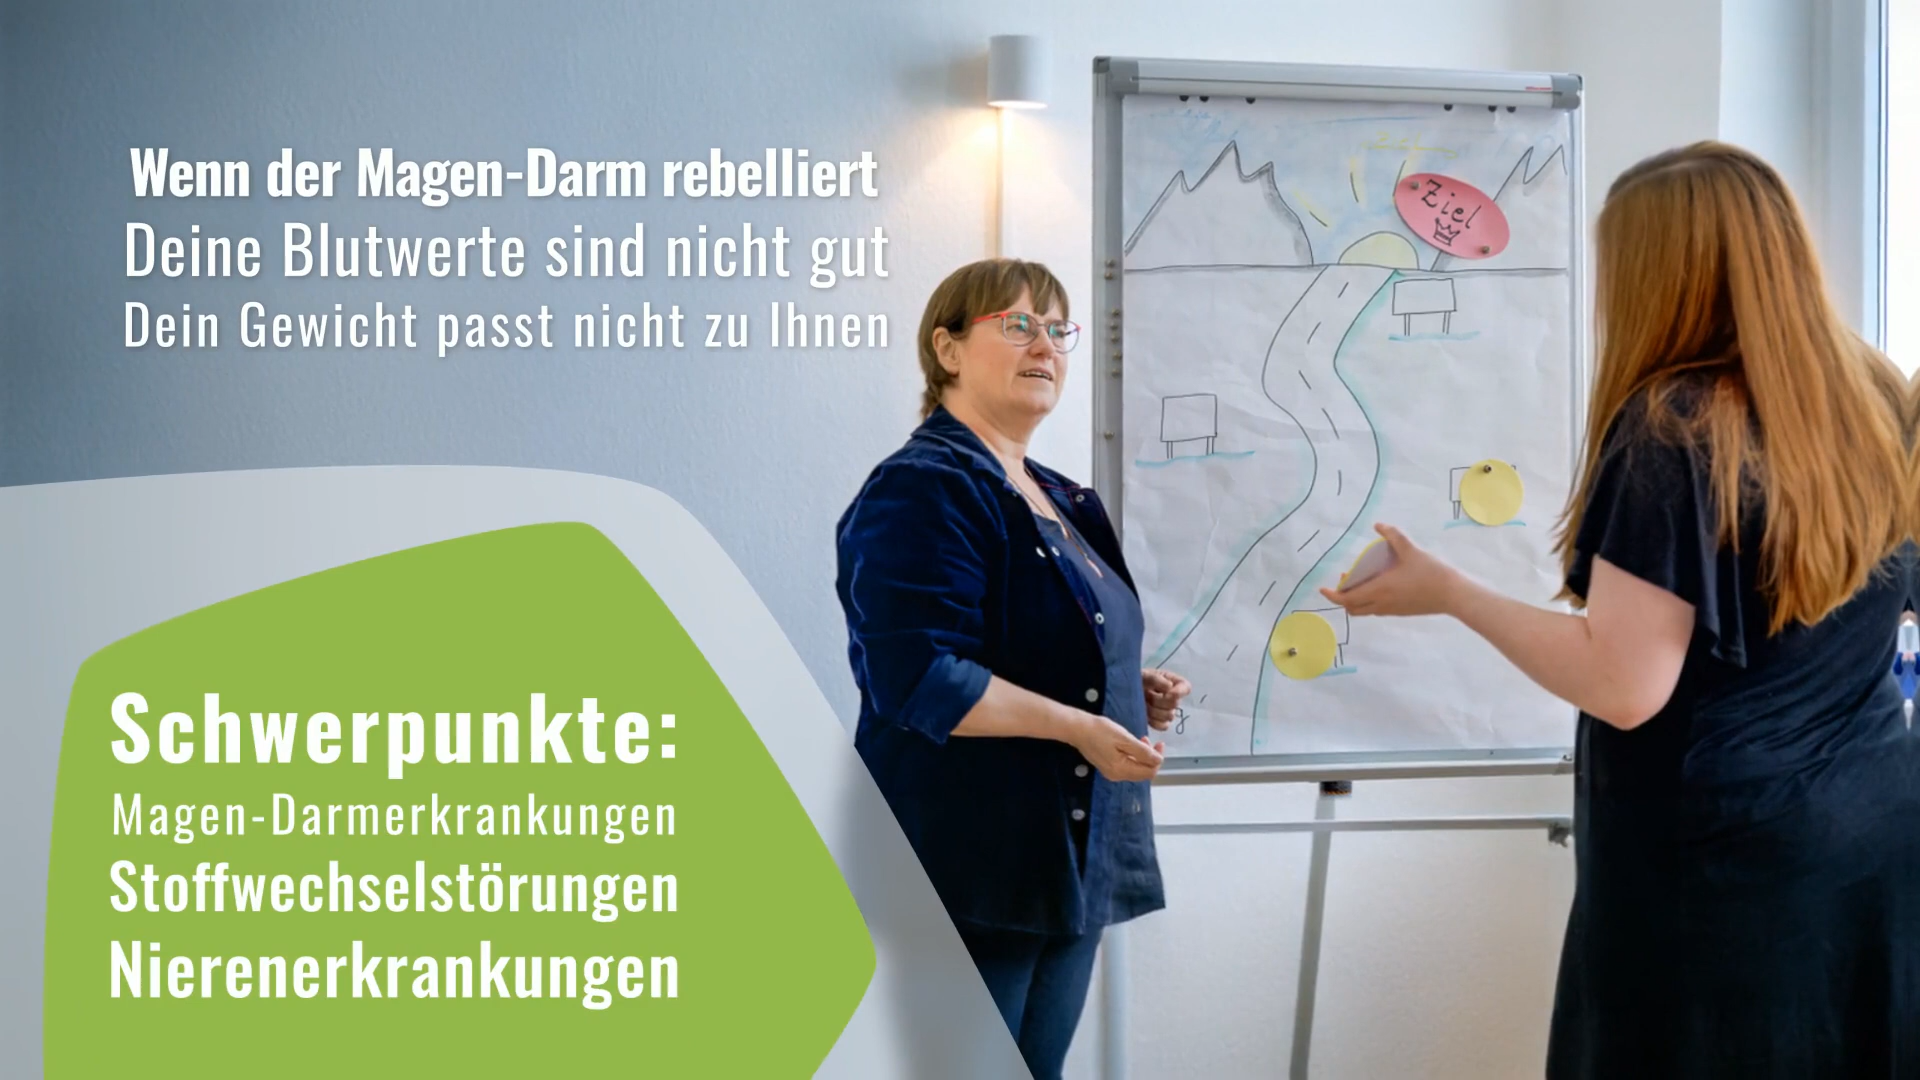 Wenn der Magen-Darm rebelliert
Deine Blutwerte sind nicht gut
Dein Gewicht passt nicht zu Ihnen
Ziel
Schwerpunkte:
Magen-Darmerkrankungen
Stoffwechselstörungen
Nierenerkrankungen